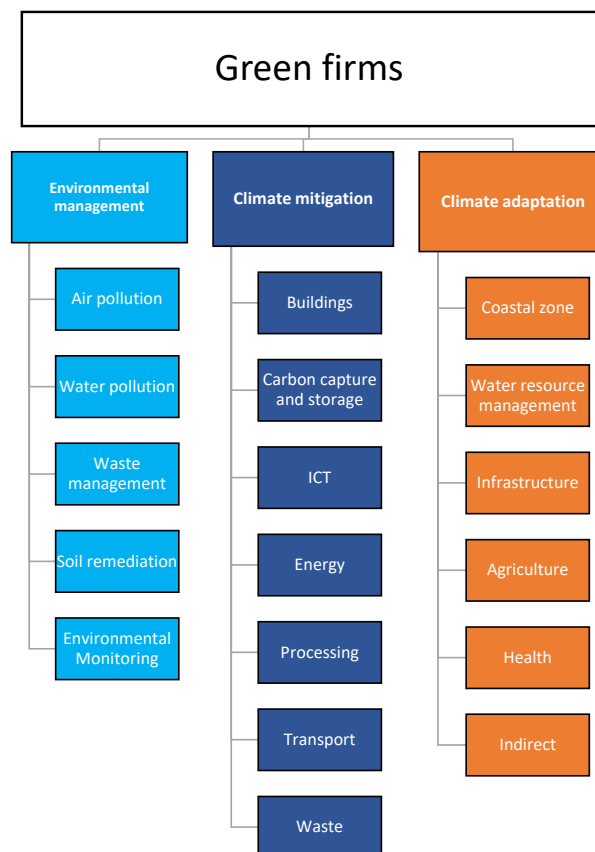 Green firms
Environmental
management
Air pollution
Water pollution
Waste
management
Soil remediation
Environmental
Monitoring
Climate mitigation
Buildings
Carbon capture
and storage
ICT
Energy
Processing
Transport
Waste
Climate adaptation
Coastal zone
Water resource
management
Infrastructure
Agriculture
Health
Indirect